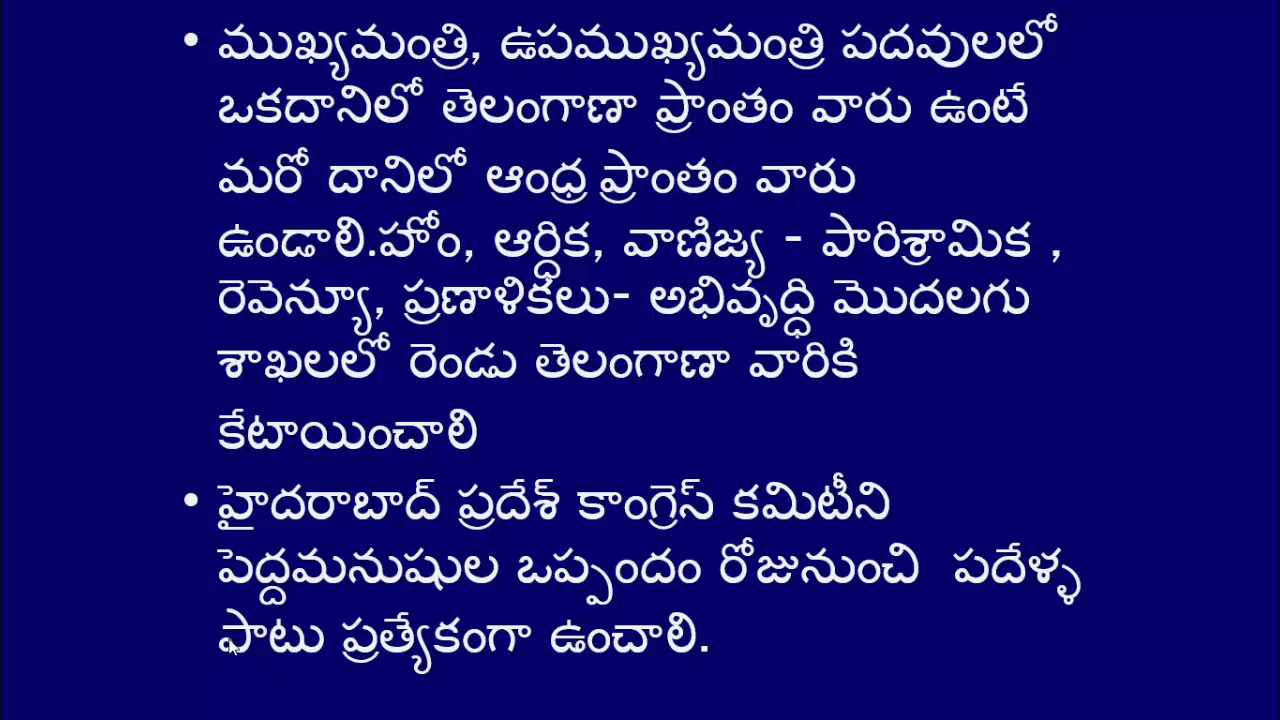 • ముఖ్యమంత్రి, ఉపముఖ్యమంత్రి పదవులలో
ఒకదానిలో తెలంగాణా ప్రాంతం వారు ఉంటే
మరో దానిలో ఆంధ్ర ప్రాంతం వారు
ఉండాలి.హోం, ఆర్ధిక, వాణిజ్య - పారిశ్రామిక ,
రెవెన్యూ, ప్రణాళికలు- అభివృద్ధి మొదలగు
శాఖలలో రెండు తెలంగాణా వారికి
కేటాయించాలి
• హైదరాబాద్ ప్రదేశ్ కాంగ్రెస్ కమిటీని
పెద్దమనుషుల ఒప్పందం రోజునుంచి పదేళ్ళ
పాటు ప్రత్యేకంగా ఉంచాలి.